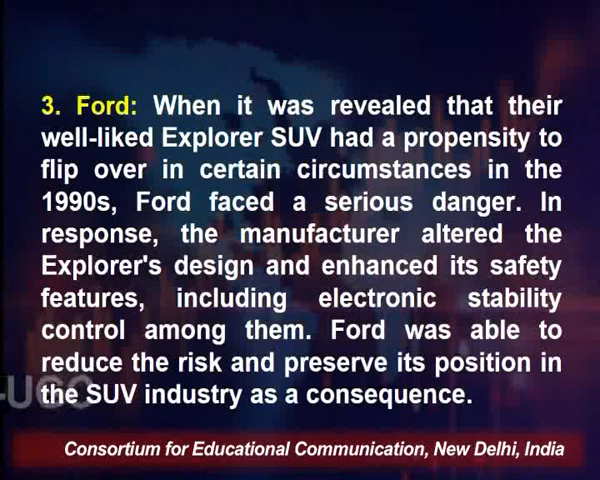 3. Ford: When it was revealed that their
well-liked Explorer SUV had a propensity to
flip over in certain circumstances in the
1990s, Ford faced a serious danger. In
response, the manufacturer altered the
Explorer's design and enhanced its safety
features, including electronic stability
control among them. Ford was able to
reduce the risk and preserve its position in
the SUV industry as a consequence.
-UGC
Consortium for Educational Communication, New Delhi, India